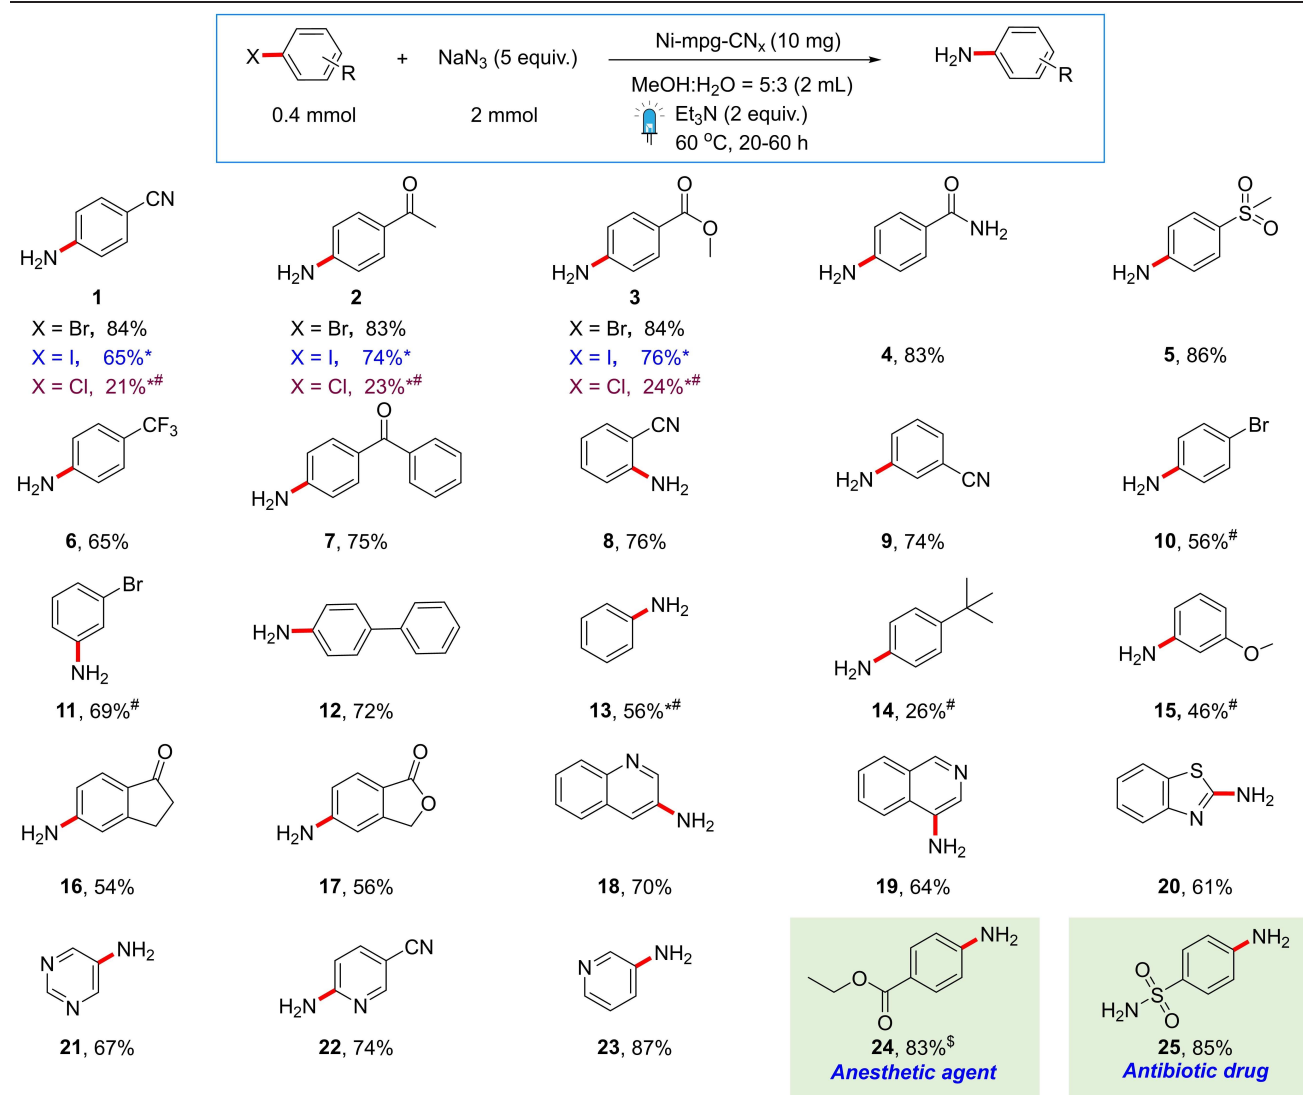 X
R
+
NaN3 (5 equiv.)
Ni-mpg-CNx (10 mg)
MeOH:H2O = 5:3 (2 mL)
Et3N (2 equiv.)
60 oC, 20-60 h
H2N
R
0.4 mmol
2 mmol
H2N
CN
1
X = Br, 84%
X = I, 65%*
X = Cl, 21%*#
H2N
O
2
X = Br, 83%
X = I, 74%*
X = Cl, 23%*#
H2N
O
O
3
X = Br, 84%
X = I, 76%*
X = Cl, 24%*#
H2N
O
NH2
4, 83%
H2N
O
S
O
5, 86%
H2N
CF3
6, 65%
H2N
O
7, 75%
CN
NH2
8, 76%
H2N
CN
9, 74%
H2N
Br
10, 56%#
Br
NH2
11, 69%#
H2N
12, 72%
NH2
13, 56%*#
H2N
14, 26%#
H2N
O
15, 46%#
H2N
O
16, 54%
H2N
O
O
17, 56%
N
NH2
18, 70%
N
NH2
19, 64%
S
N
NH2
20, 61%
N
N
NH2
21, 67%
H2N
N
CN
22, 74%
N
NH2
23, 87%
NH2
O
O
24, 83%$
Anesthetic agent
NH2
O
S
H2N
O
25, 85%
Antibiotic drug